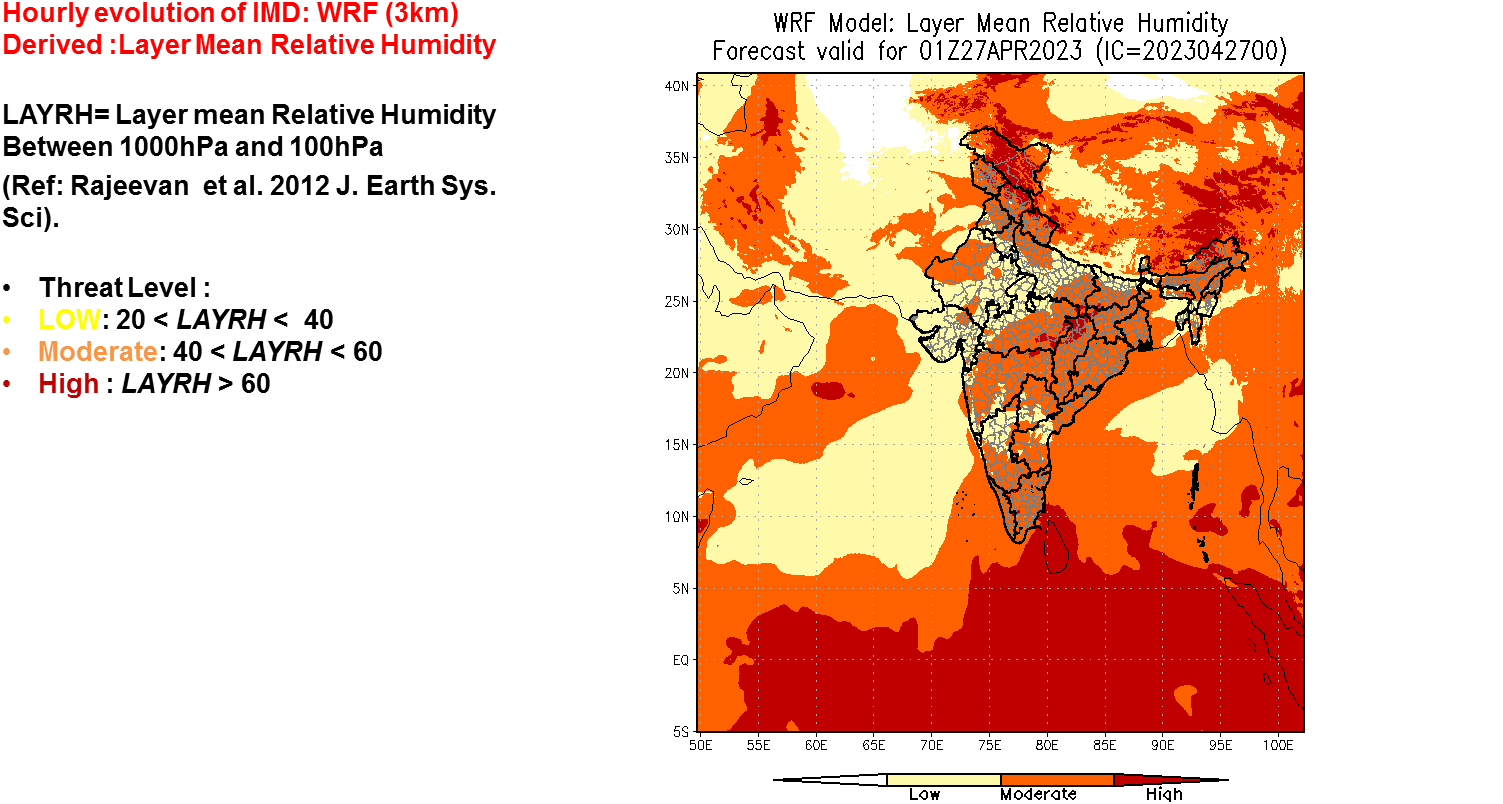 Hourly evolution of IMD: WRF (3km)
Derived :Layer Mean Relative Humidity
LAYRH= Layer mean Relative Humidity
Between 1000hPa and 100hPa
(Ref: Rajeevan et al. 2012 J. Earth Sys.
Sci).
• Threat Level :
• LOW: 20 < LAYRH < 40
• Moderate: 40 < LAYRH < 60
• High : LAYRH > 60
WRF Model: Layer Mean Relative Humidity
Forecast valid for 01Z27APR2023 (IC=2023042700)
40N
35N
30N
25N
20N
15N
10N
5N
EQ
5S
50E 55E 60E 65E 70E 75E 80E 85E 90E 95E 100E
Low Moderate High